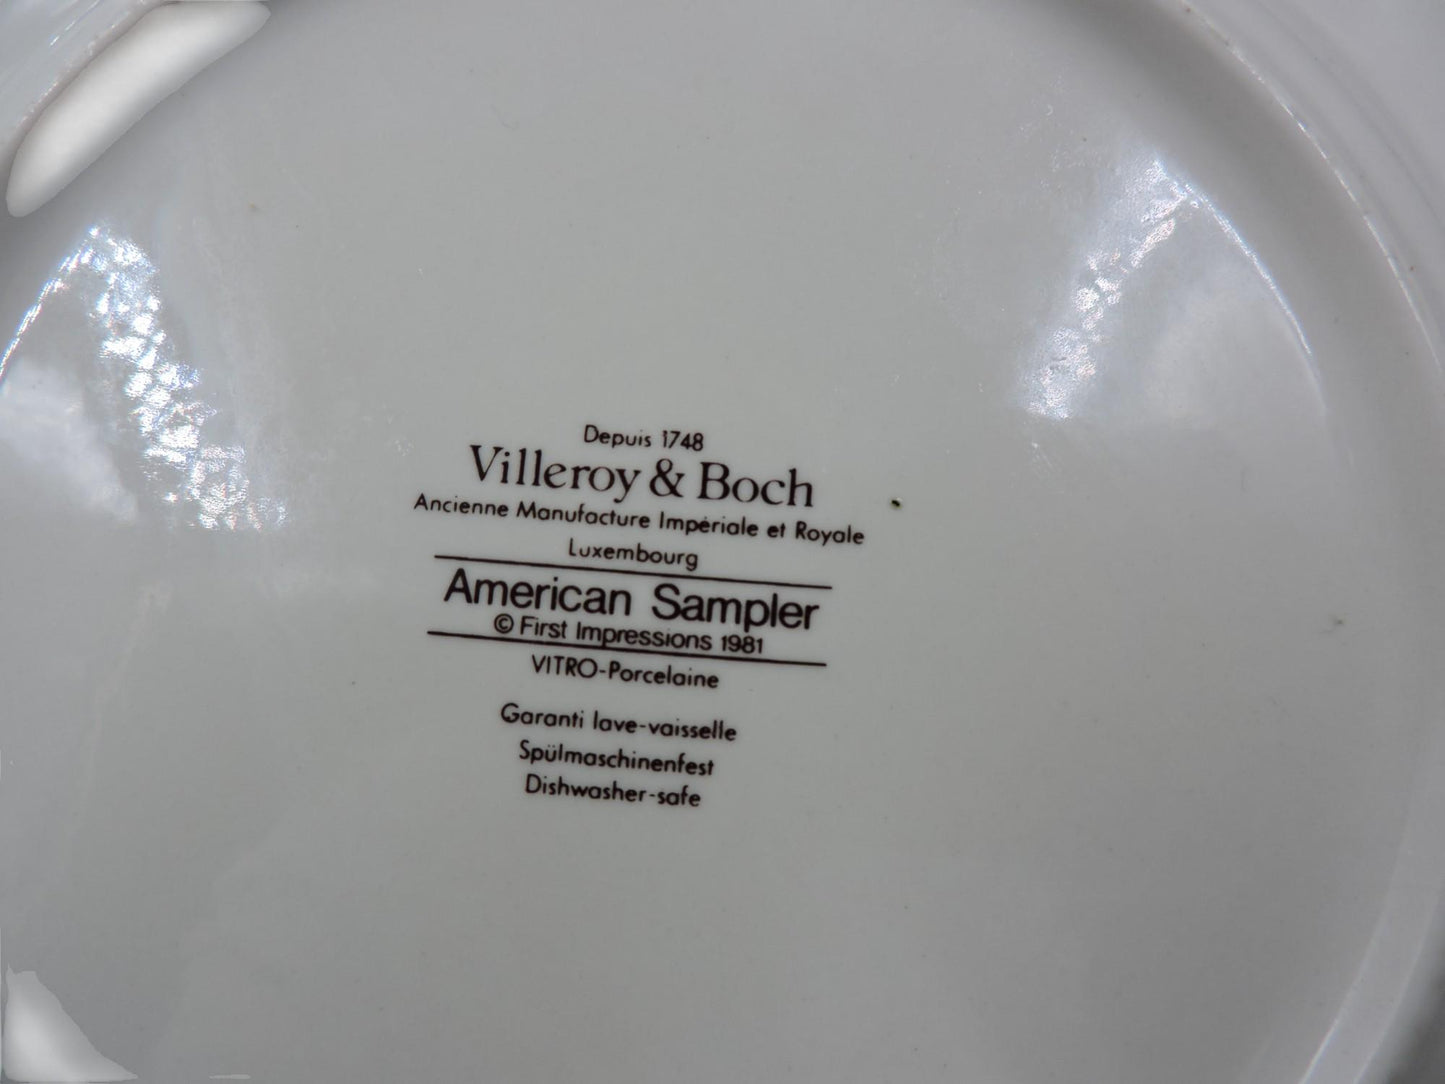 Depuis 1748
Villeroy & Boch
Ancienne Manufacture Impériale et Royale
Luxembourg
American Sampler
© First Impressions 1981
VITRO-Porcelaine
Garanti lave-vaisselle
Spülmaschinenfest
Dishwasher-safe